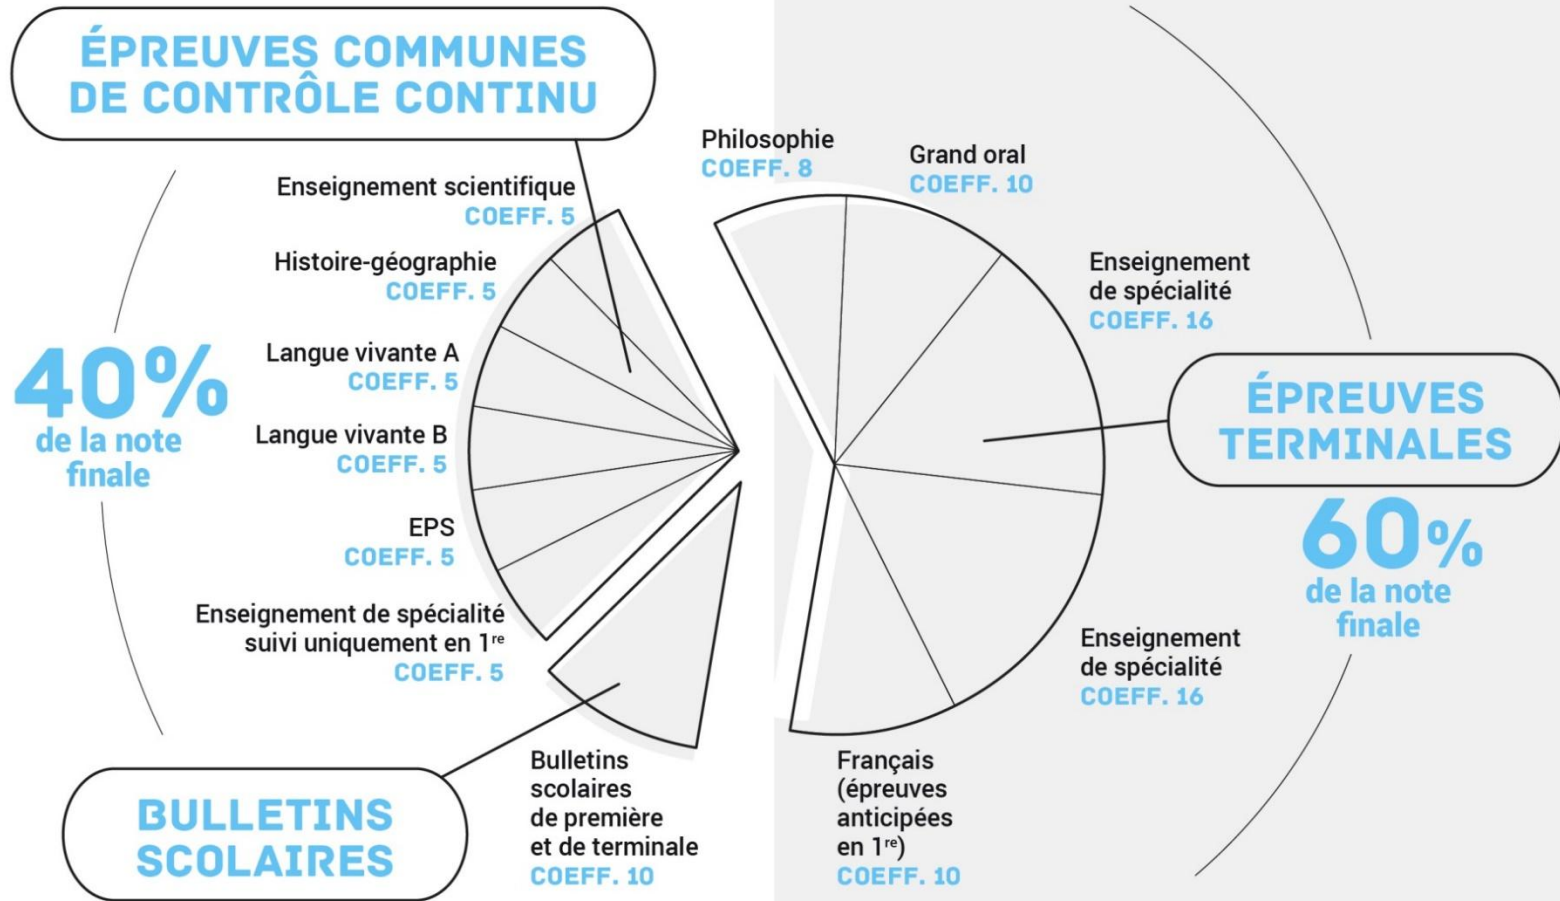 ÉPREUVES COMMUNES
DE CONTRÔLE CONTINU
Enseignement scientifique
COEFF. 5
Histoire-géographie
COEFF. 5
Langue vivante A
COEFF. 5
Langue vivante B
COEFF. 5
EPS
COEFF. 5
Enseignement de spécialité
suivi uniquement en 1re
COEFF. 5
40%
de la note
finale
BULLETINS
SCOLAIRES
Bulletins
scolaires
de première
et de terminale
COEFF. 10
Philosophie
COEFF. 8
Grand oral
COEFF. 10
Enseignement
de spécialité
COEFF. 16
ÉPREUVES
TERMINALES
60%
de la note
finale
Enseignement
de spécialité
COEFF. 16
Français
(épreuves
anticipées
en 1re)
COEFF. 10